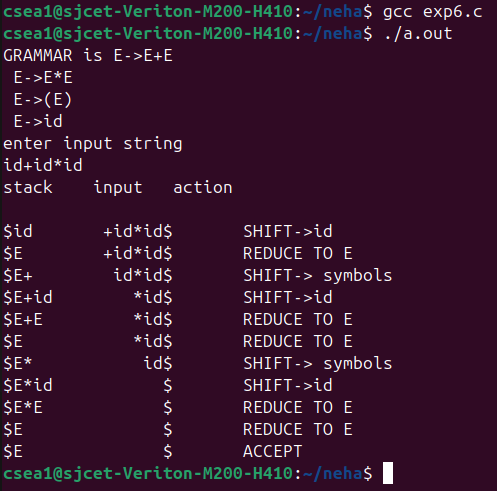 csea1@sjcet-Veriton-M200-H410:~/neha$ gcc exp6.c
csea1@sjcet-Veriton-M200-H410:~/neha$ ./a.out
GRAMMAR is E->E+E
 E->E*E
 E->(E)
 E->id
enter input string
id+id*id
stack    input   action

$id       +id*id$       SHIFT->id
$E        +id*id$       REDUCE TO E
$E+        id*id$       SHIFT-> symbols
$E+id        *id$       SHIFT->id
$E+E         *id$       REDUCE TO E
$E           *id$       REDUCE TO E
$E*           id$       SHIFT-> symbols
$E*id           $       SHIFT->id
$E*E            $       REDUCE TO E
$E              $       REDUCE TO E
$E              $       ACCEPT
csea1@sjcet-Veriton-M200-H410:~/neha$